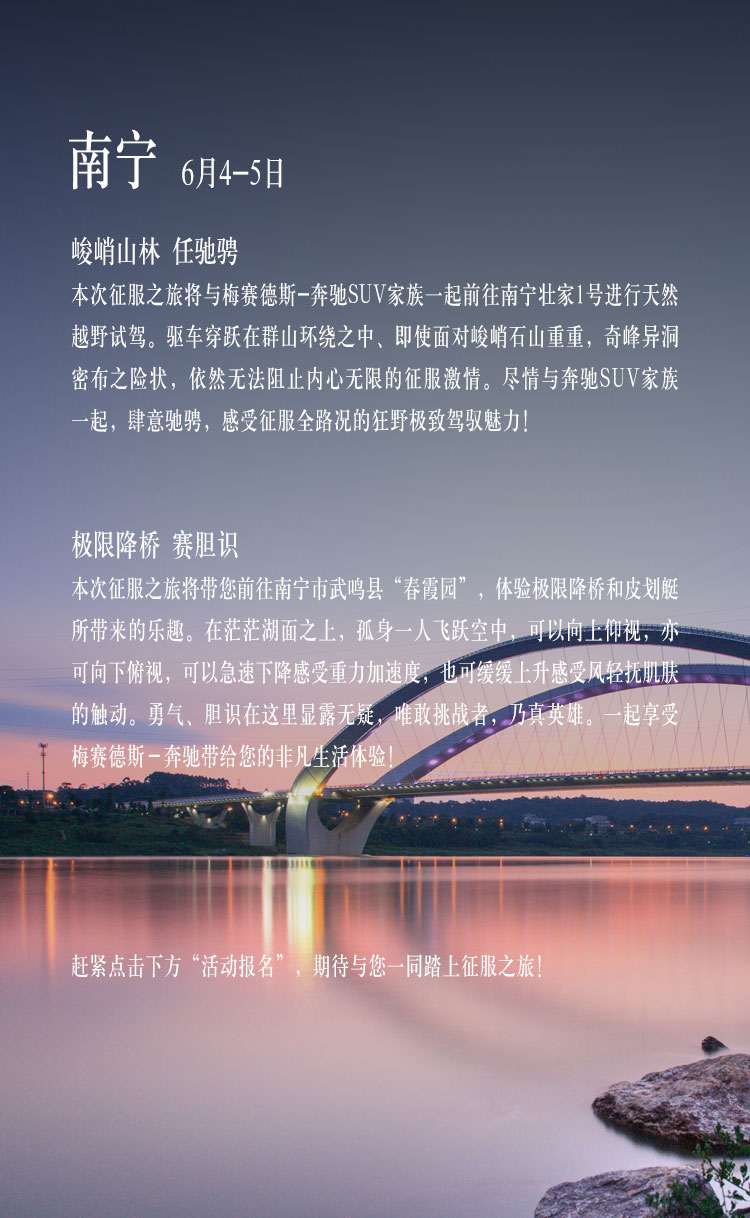 南宁 6月4-5日
峻峭山林 任驰骋
本次征服之旅将与梅赛德斯-奔驰SUV家族一起前往南宁壮家1号进行天然
越野试驾。驱车穿跃在群山环绕之中、即使面对峻峭石山重重，奇峰异洞
密布之险状，依然无法阻止内心无限的征服激情。尽情与奔驰SUV家族
一起，肆意驰骋，感受征服全路况的狂野极致驾驭魅力！
极限降桥 赛胆识
本次征服之旅将带您前往南宁市武鸣县“春霞园”，体验极限降桥和皮划艇
所带来的乐趣。在茫茫湖面之上，孤身一人飞跃空中，可以向上仰视，亦
可向下俯视，可以急速下降感受重力加速度，也可缓缓上升感受风轻抚肌肤
的触动。勇气、胆识在这里显露无疑，唯敢挑战者，乃真英雄。一起享受
梅赛德斯-奔驰带给您的非凡生活体验！
赶紧点击下方“活动报名”，期待与您一同踏上征服之旅！